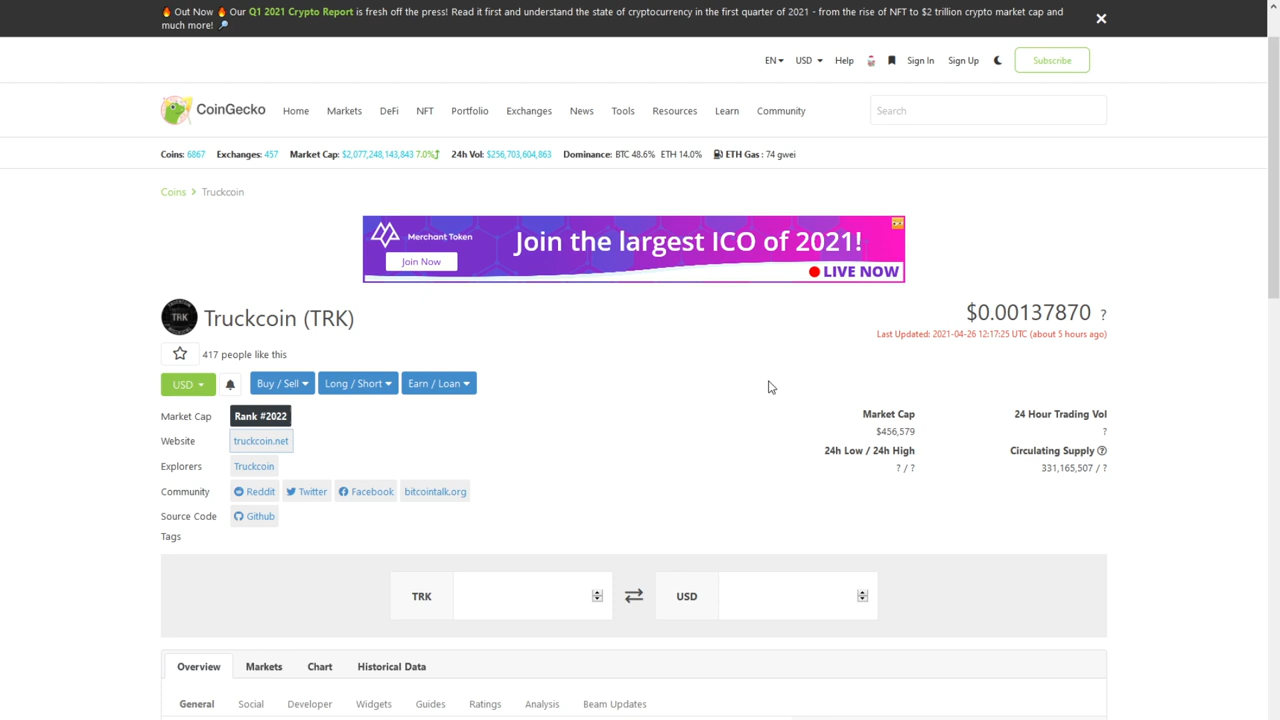 🔥 Out Now 🔥 Our Q1 2021 Crypto Report is fresh off the press! Read it first and understand the state of cryptocurrency in the first quarter of 2021 - from the rise of NFT to $2 trillion crypto market cap and
much more! 🔎
EN USD Help Sign In Sign Up Subscribe
CoinGecko Home Markets DeFi NFT Portfolio Exchanges News Tools Resources Learn Community Search
Coins: 6867 Exchanges: 457 Market Cap: $2,077,248,143,843 7.0% 24h Vol: $256,703,604,863 Dominance: BTC 48.6% ETH 14.0% ETH Gas : 74 gwei
Coins > Truckcoin
Merchant Token
Join Now
Join the largest ICO of 2021!
LIVE NOW
TRK Truckcoin (TRK)
$0.00137870 ?
Last Updated: 2021-04-26 12:17:25 UTC (about 5 hours ago)
417 people like this
USD Buy / Sell Long / Short Earn / Loan
Market Cap Rank #2022
Website truckcoin.net
Explorers Truckcoin
Community Reddit Twitter Facebook bitcointalk.org
Source Code Github
Tags
Market Cap 24 Hour Trading Vol
$456,579 ?
24h Low / 24h High Circulating Supply
? / ? 331,165,507 / ?
TRK USD
Overview Markets Chart Historical Data
General Social Developer Widgets Guides Ratings Analysis Beam Updates